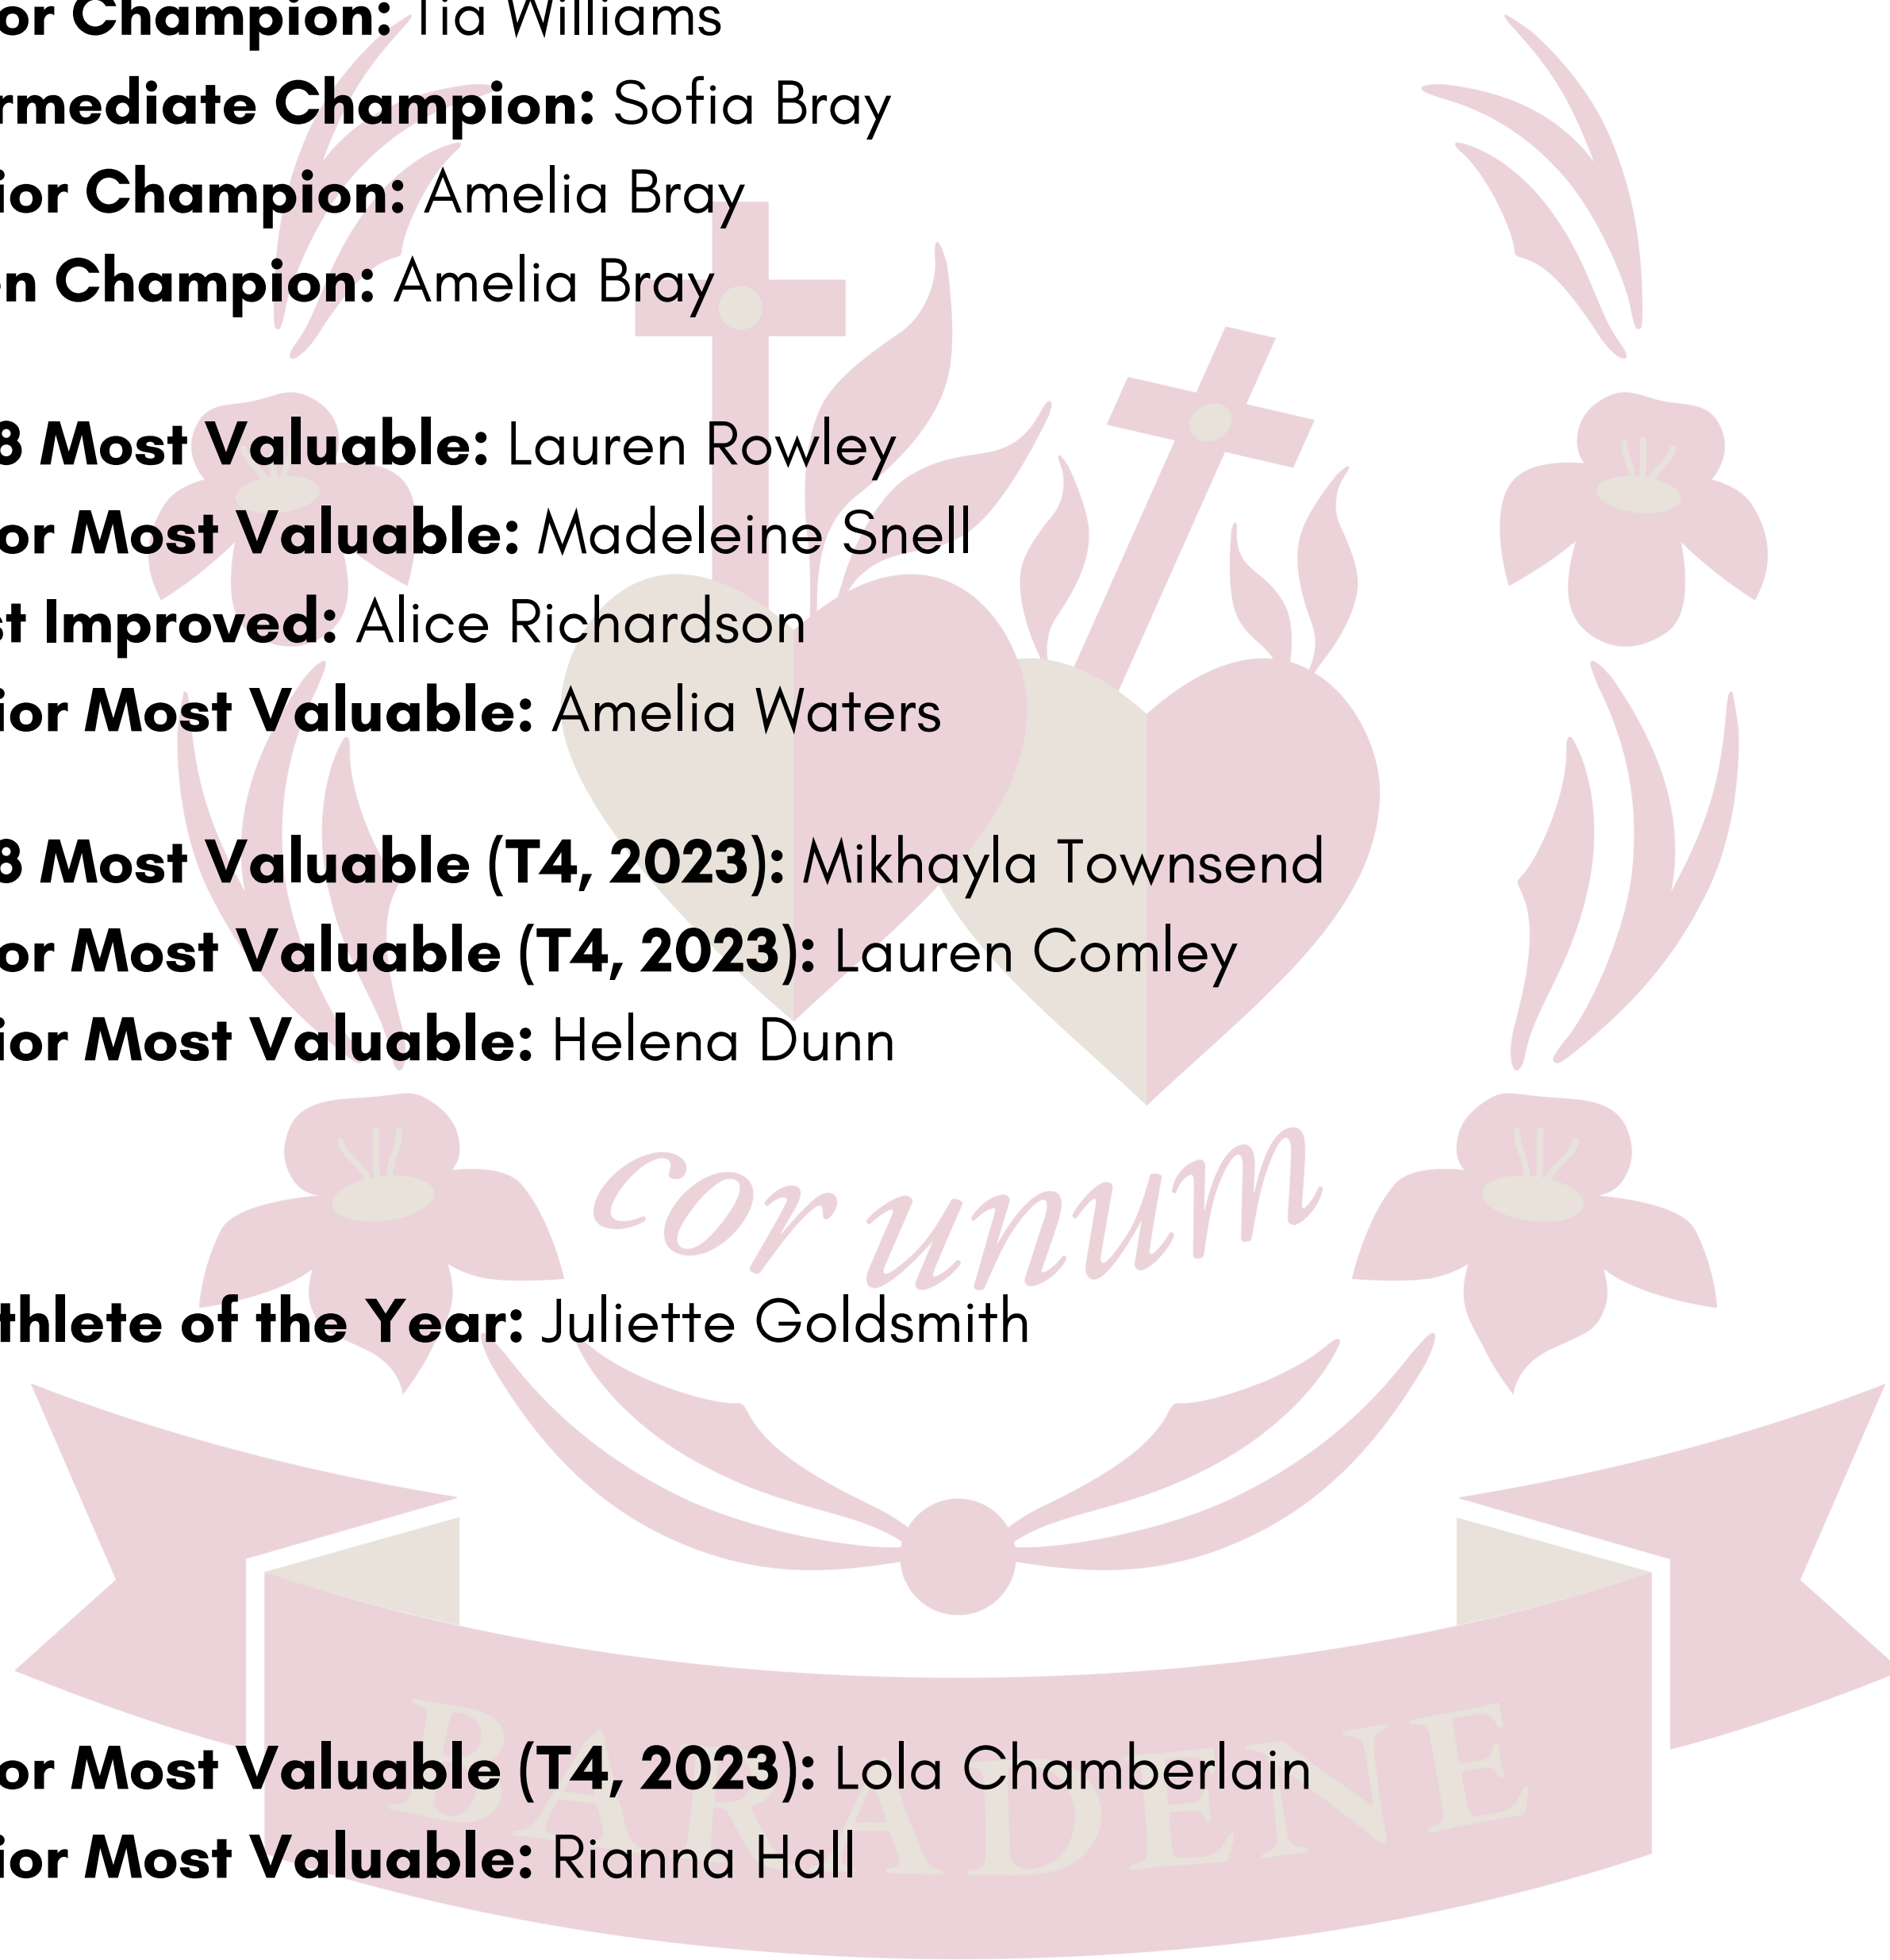 or Champion: Tia Williams
rmediate Champion: Sofia Bray
ior Champion: Amelia Bray
n Champion: Amelia Bray
8 Most Valuable: Lauren Rowley
or Most Valuable: Madeleine Snell
st Improved: Alice Richardson
ior Most Valuable: Amelia Waters
8 Most Valuable (T4, 2023): Mikhayla Townsend
or Most Valuable (T4, 2023): Lauren Comley
ior Most Valuable: Helena Dunn
cor unum
thlete of the Year: Juliette Goldsmith
or Most Valuable (T4, 2023): Lola Chamberlain
BARADENE
ior Most Valuable: Rianna Hall